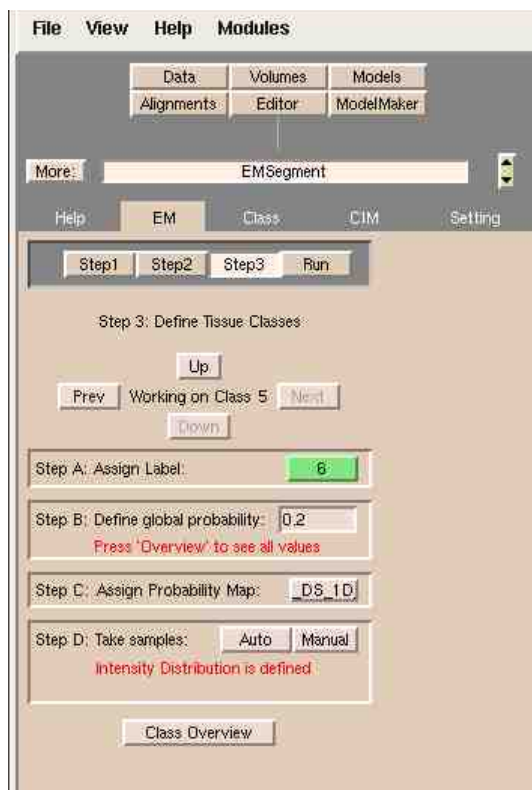 File View Help Modules
Data Volumes Models
Alignments Editor ModelMaker
More: EMSegment
Help EM Class CIM Setting
Step1 Step2 Step3 Run
Step 3: Define Tissue Classes
Up
Prev Working on Class 5 Next
Down
Step A: Assign Label: 6
Step B: Define global probability: 0.2
Press 'Overview' to see all values
Step C: Assign Probability Map: _DS_1D
Step D: Take samples: Auto Manual
Intensity Distribution is defined
Class Overview